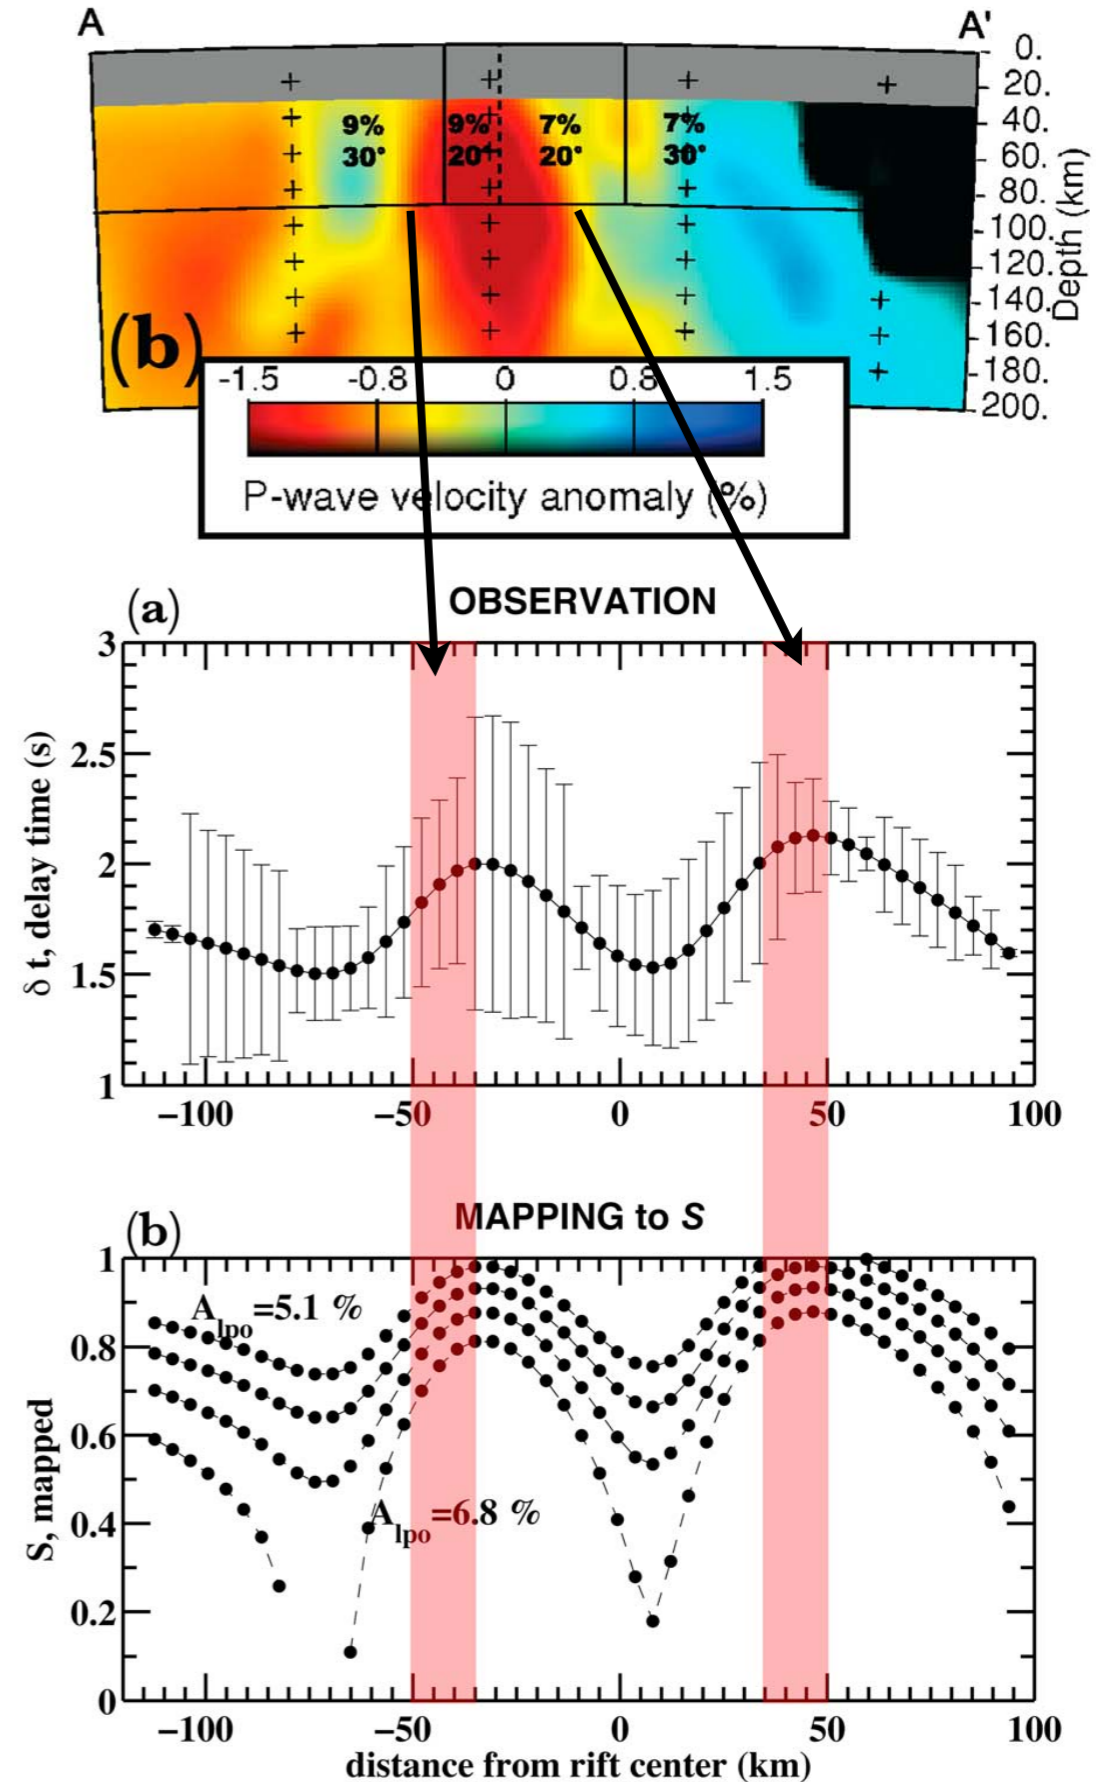 A A'
0.
20.
40.
60.
80.
100.
120.
140.
160.
180.
200.
Depth (km)
9% 9% 7% 7%
30° 20° 20° 30°
(b)
-1.5 -0.8 0 0.8 1.5
P-wave velocity anomaly (%)
(a) OBSERVATION
3
2.5
2
1.5
1
δ t, delay time (s)
−100 −50 0 50 100
(b) MAPPING to S
1
0.8
0.6
0.4
0.2
0
S, mapped
Alpo=5.1 %
Alpo=6.8 %
−100 −50 0 50 100
distance from rift center (km)